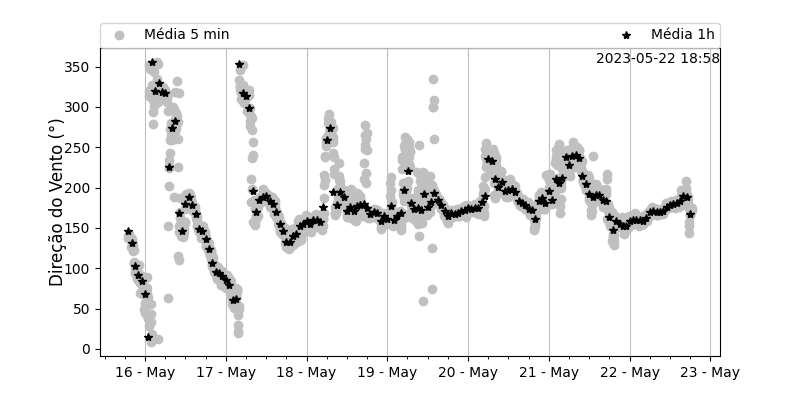 Média 5 min
Média 1h
2023-05-22 18:58
Direção do Vento (°)
350
300
250
200
150
100
50
0
16 - May
17 - May
18 - May
19 - May
20 - May
21 - May
22 - May
23 - May